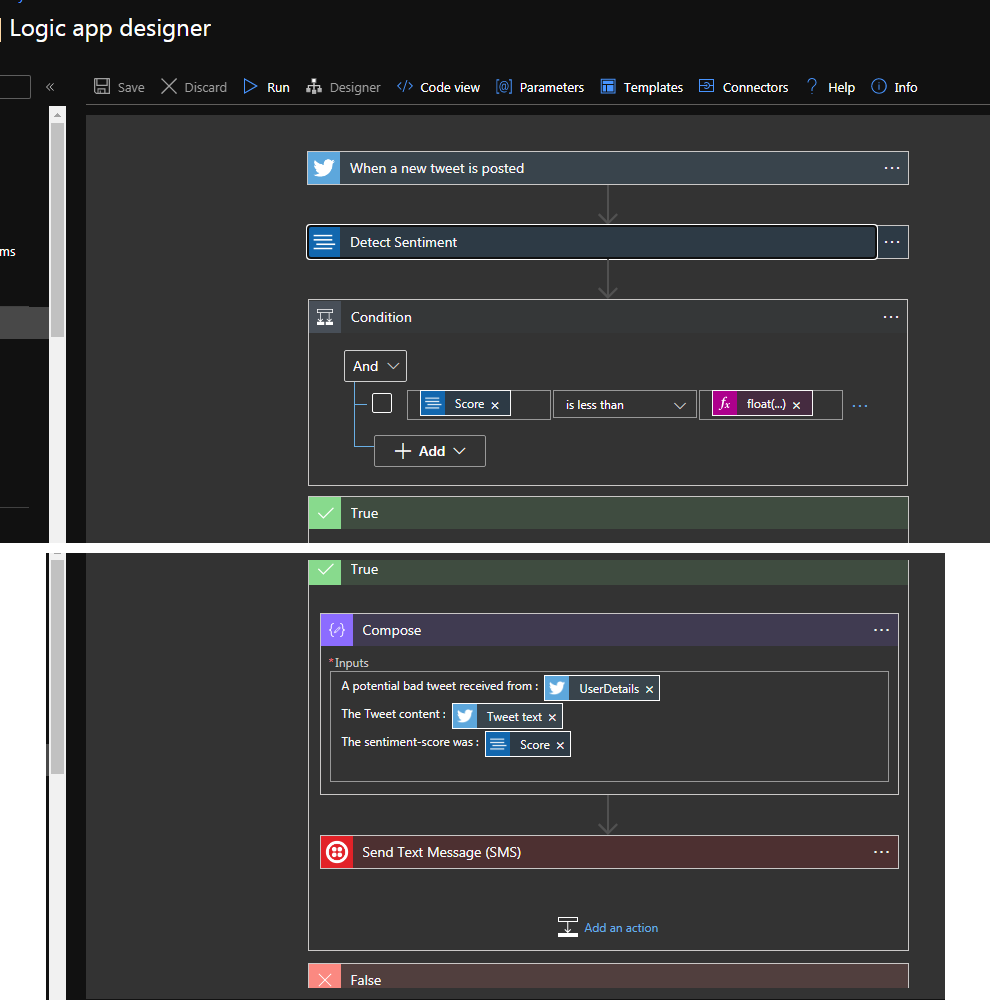 | Logic app designer
«
Save Discard Run Designer Code view Parameters Templates Connectors ? Help Info
When a new tweet is posted ...
ms
Detect Sentiment ...
Condition ...
And
Score × is less than fx float(...) × ...
+ Add
True
True
Compose ...
* Inputs
A potential bad tweet received from : UserDetails ×
The Tweet content : Tweet text ×
The sentiment-score was : Score ×
Send Text Message (SMS) ...
Add an action
False